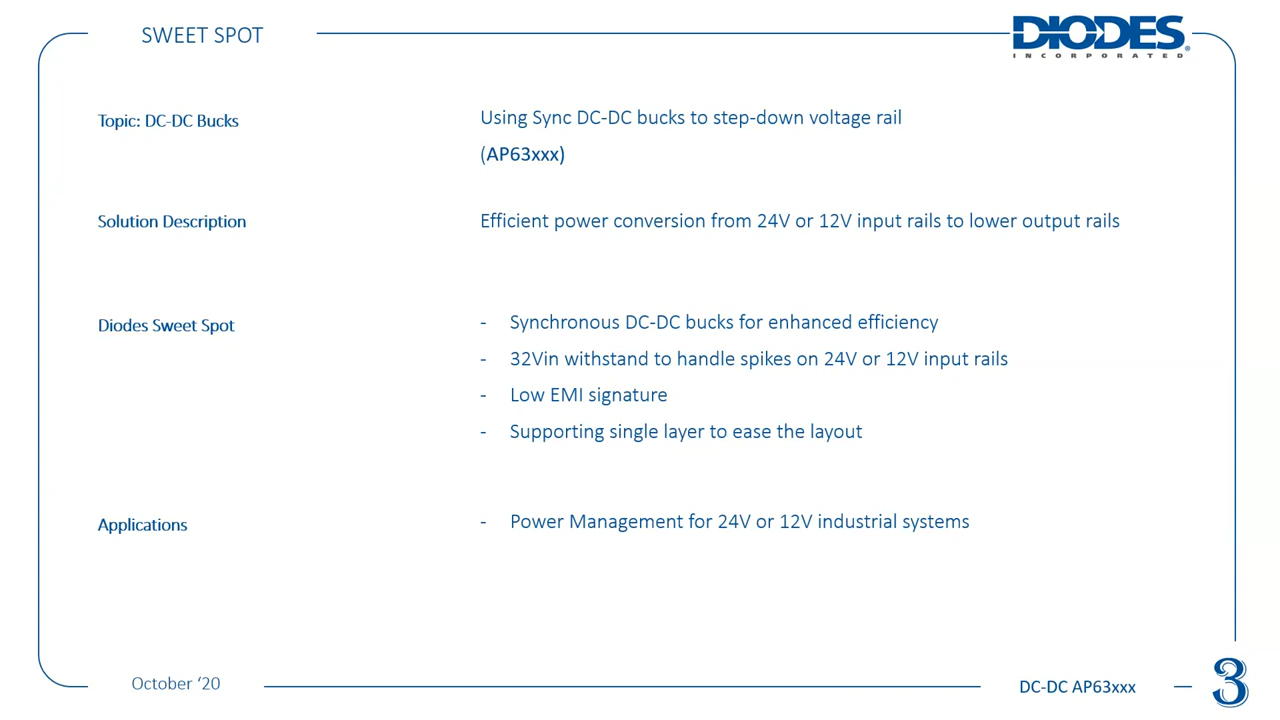 SWEET SPOT
DIODES
INCORPORATED
Topic: DC-DC Bucks
Using Sync DC-DC bucks to step-down voltage rail
(AP63xxx)
Solution Description
Efficient power conversion from 24V or 12V input rails to lower output rails
Diodes Sweet Spot
- Synchronous DC-DC bucks for enhanced efficiency
- 32Vin withstand to handle spikes on 24V or 12V input rails
- Low EMI signature
- Supporting single layer to ease the layout
Applications
- Power Management for 24V or 12V industrial systems
October ‘20
DC-DC AP63xxx
3